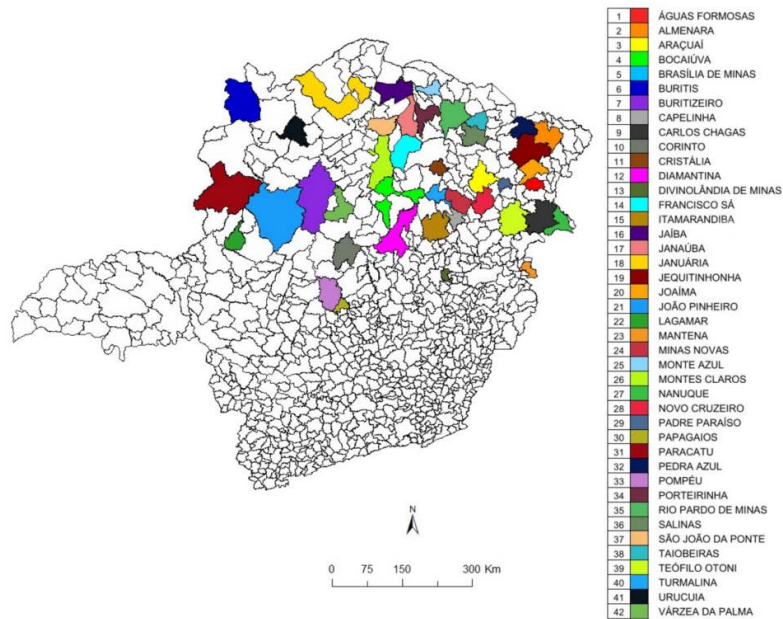 1 ÁGUAS FORMOSAS
2 ALMENARA
3 ARAÇUAÍ
4 BOCAIÚVA
5 BRASÍLIA DE MINAS
6 BURITIS
7 BURITIZEIRO
8 CAPELINHA
9 CARLOS CHAGAS
10 CORINTO
11 CRISTÁLIA
12 DIAMANTINA
13 DIVINOLÂNDIA DE MINAS
14 FRANCISCO SÁ
15 ITAMARANDIBA
16 JAÍBA
17 JANAÚBA
18 JANUÁRIA
19 JEQUITINHONHA
20 JOAÍMA
21 JOÃO PINHEIRO
22 LAGAMAR
23 MANTENA
24 MINAS NOVAS
25 MONTE AZUL
26 MONTES CLAROS
27 NANUQUE
28 NOVO CRUZEIRO
29 PADRE PARAÍSO
30 PAPAGAIOS
31 PARACATU
32 PEDRA AZUL
33 POMPÉU
34 PORTEIRINHA
35 RIO PARDO DE MINAS
36 SALINAS
37 SÃO JOÃO DA PONTE
38 TAIOBEIRAS
39 TEÓFILO OTONI
40 TURMALINA
41 URUCUIA
42 VÁRZEA DA PALMA
N
0 75 150 300 Km